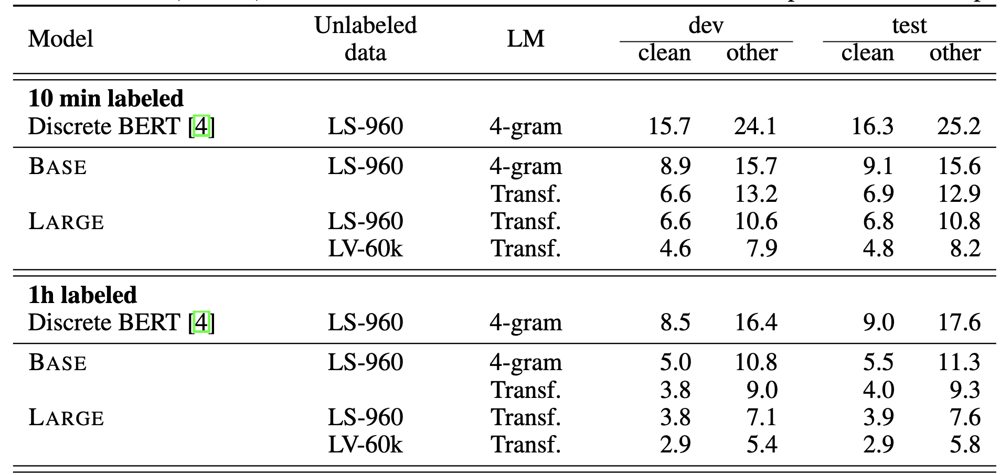 Model Unlabeled data LM dev test
clean other clean other
10 min labeled
Discrete BERT [4] LS-960 4-gram 15.7 24.1 16.3 25.2
BASE LS-960 4-gram 8.9 15.7 9.1 15.6
Transf. 6.6 13.2 6.9 12.9
LARGE LS-960 Transf. 6.6 10.6 6.8 10.8
LV-60k Transf. 4.6 7.9 4.8 8.2
1h labeled
Discrete BERT [4] LS-960 4-gram 8.5 16.4 9.0 17.6
BASE LS-960 4-gram 5.0 10.8 5.5 11.3
Transf. 3.8 9.0 4.0 9.3
LARGE LS-960 Transf. 3.8 7.1 3.9 7.6
LV-60k Transf. 2.9 5.4 2.9 5.8